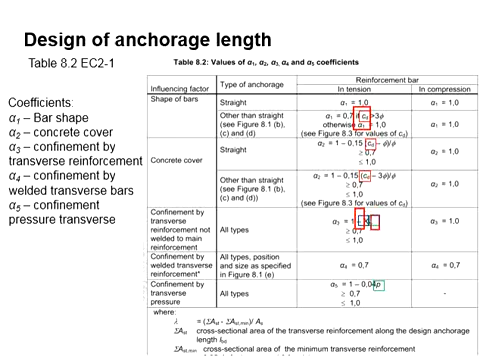 Design of anchorage length
Table 8.2 EC2-1
Table 8.2: Values of α1, α2, α3, α4 and α5 coefficients
Coefficients:
α1 – Bar shape
α2 – concrete cover
α3 – confinement by
transverse reinforcement
α4 – confinement by
welded transverse bars
α5 – confinement
pressure transverse
Influencing factor
Type of anchorage
Reinforcement bar
In tension
In compression
Shape of bars
Straight
α1 = 1,0
α1 = 1,0
Other than straight
(see Figure 8.1 (b),
(c) and (d)
α1 = 0,7 if cd >3ϕ
otherwise α1 = 1,0
(see Figure 8.3 for values of cd)
α1 = 1,0
Concrete cover
Straight
α2 = 1 – 0,15 (cd – ϕ)/ϕ
≥ 0,7
≤ 1,0
α2 = 1,0
Other than straight
(see Figure 8.1 (b),
(c) and (d))
α2 = 1 – 0,15 (cd – 3ϕ)/ϕ
≥ 0,7
≤ 1,0
(see Figure 8.3 for values of cd)
α2 = 1,0
Confinement by
transverse
reinforcement not
welded to main
reinforcement
All types
α3 = 1 –
≥ 0,7
≤ 1,0
α3 = 1,0
Confinement by
welded transverse
reinforcement*
All types, position
and size as specified
in Figure 8.1 (e)
α4 = 0,7
α4 = 0,7
Confinement by
transverse
pressure
All types
α5 = 1 – 0,04p
≥ 0,7
≤ 1,0
-
where:
λ = (ΣAst - ΣAst,min)/ As
ΣAst cross-sectional area of the transverse reinforcement along the design anchorage
length lbd
ΣAst,min cross-sectional area of the minimum transverse reinforcement